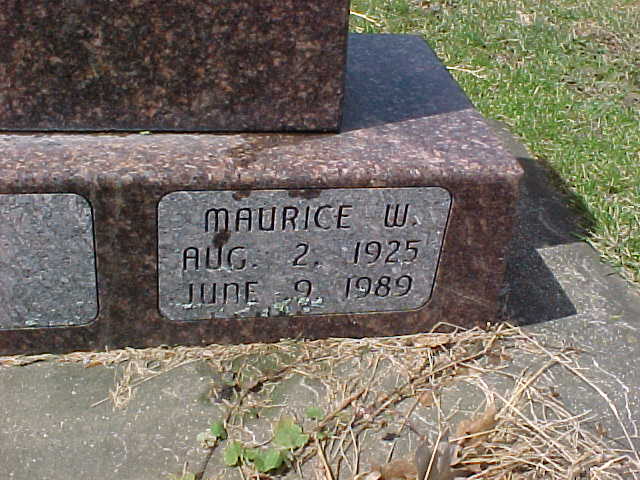 MAURICE W.
AUG. 2, 1925
JUNE 9, 1989